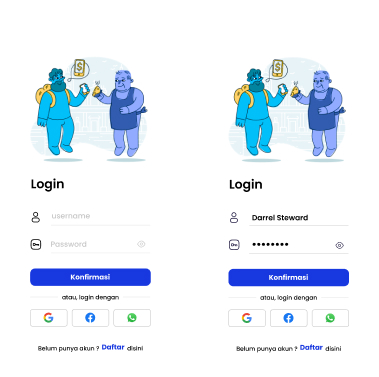 Login
username
Password
Konfirmasi
atau, login dengan
Belum punya akun ? Daftar disini
Login
Darrel Steward
Konfirmasi
atau, login dengan
Belum punya akun ? Daftar disini